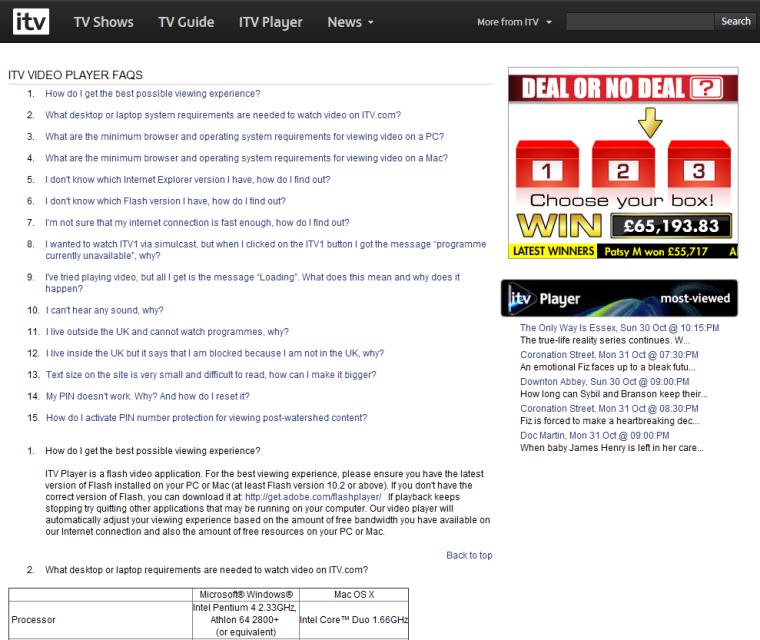 itv TV Shows TV Guide ITV Player News More from ITV Search
ITV VIDEO PLAYER FAQS
1. How do I get the best possible viewing experience?
2. What desktop or laptop system requirements are needed to watch video on ITV.com?
3. What are the minimum browser and operating system requirements for viewing video on a PC?
4. What are the minimum browser and operating system requirements for viewing video on a Mac?
5. I don't know which Internet Explorer version I have, how do I find out?
6. I don't know which Flash version I have, how do I find out?
7. I'm not sure that my internet connection is fast enough, how do I find out?
8. I wanted to watch ITV1 via simulcast, but when I clicked on the ITV1 button I got the message "programme
currently unavailable", why?
9. I've tried playing video, but all I get is the message "Loading". What does this mean and why does it
happen?
10. I can't hear any sound, why?
11. I live outside the UK and cannot watch programmes, why?
12. I live inside the UK but it says that I am blocked because I am not in the UK, why?
13. Text size on the site is very small and difficult to read, how can I make it bigger?
14. My PIN doesn't work. Why? And how do I reset it?
15. How do I activate PIN number protection for viewing post-watershed content?
1. How do I get the best possible viewing experience?
ITV Player is a flash video application. For the best viewing experience, please ensure you have the latest
version of Flash installed on your PC or Mac (at least Flash version 10.2 or above). If you don't have the
correct version of Flash, you can download it at: http://get.adobe.com/flashplayer/ If playback keeps
stopping try quitting other applications that may be running on your computer. Our video player will
automatically adjust your viewing experience based on the amount of free bandwidth you have available on
our Internet connection and also the amount of free resources on your PC or Mac.
Back to top
2. What desktop or laptop requirements are needed to watch video on ITV.com?
Microsoft® Windows® Mac OS X
Processor
Intel Pentium 4 2.33GHz,
Athlon 64 2800+
(or equivalent)
Intel Core™ Duo 1.66GHz
DEAL OR NO DEAL ?
1 2 3
Choose your box!
WIN £65,193.83
LATEST WINNERS Patsy M won £55,717 A
itv Player most-viewed
The Only Way Is Essex, Sun 30 Oct @ 10:15:PM
The true-life reality series continues. W...
Coronation Street, Mon 31 Oct @ 07:30:PM
An emotional Fiz faces up to a bleak futu...
Downton Abbey, Sun 30 Oct @ 09:00:PM
How long can Sybil and Branson keep their...
Coronation Street, Mon 31 Oct @ 08:30:PM
Fiz is forced to make a heartbreaking dec...
Doc Martin, Mon 31 Oct @ 09:00:PM
When baby James Henry is left in her care...